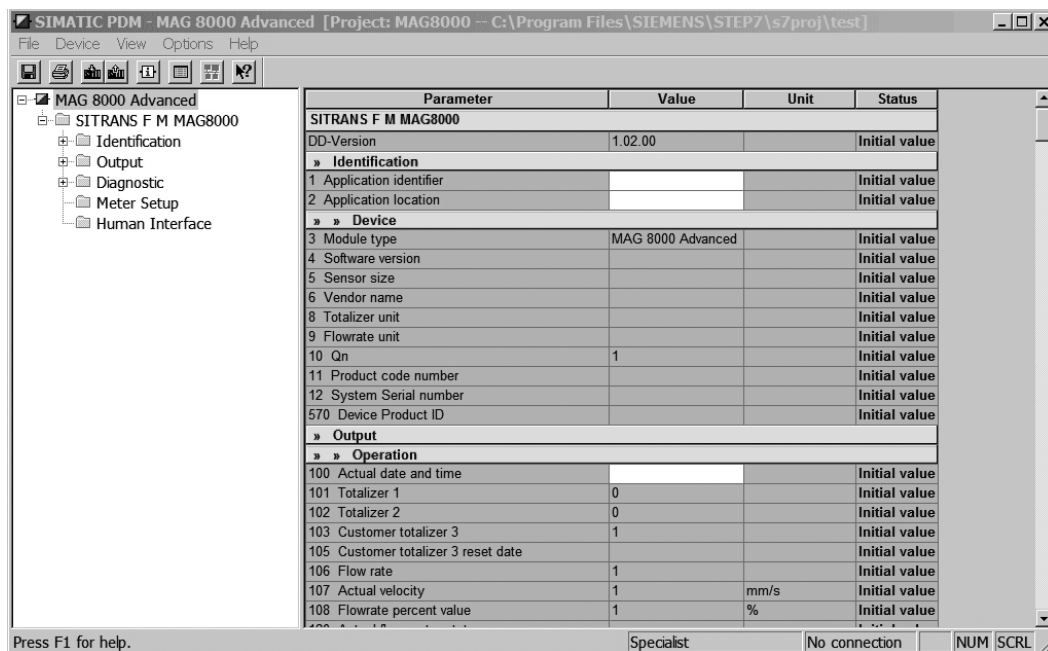 SIMATIC PDM - MAG 8000 Advanced [Project: MAG8000 -- C:\Program Files\SIEMENS\STEP7\s7proj\test]
File Device View Options Help
MAG 8000 Advanced
SITRANS F M MAG8000
Identification
Output
Diagnostic
Meter Setup
Human Interface
Parameter Value Unit Status
SITRANS F M MAG8000
DD-Version 1.02.00 Initial value
» Identification
1 Application identifier Initial value
2 Application location Initial value
» » Device
3 Module type MAG 8000 Advanced Initial value
4 Software version Initial value
5 Sensor size Initial value
6 Vendor name Initial value
8 Totalizer unit Initial value
9 Flowrate unit Initial value
10 Qn 1 Initial value
11 Product code number Initial value
12 System Serial number Initial value
570 Device Product ID Initial value
» Output
» » Operation
100 Actual date and time Initial value
101 Totalizer 1 0 Initial value
102 Totalizer 2 0 Initial value
103 Customer totalizer 3 1 Initial value
105 Customer totalizer 3 reset date Initial value
106 Flow rate 1 Initial value
107 Actual velocity 1 mm/s Initial value
108 Flowrate percent value 1 % Initial value
Press F1 for help. Specialist No connection NUM SCRL